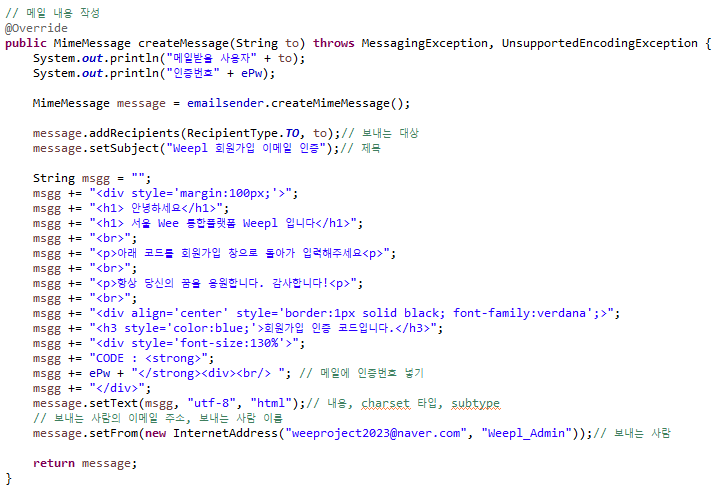 // 메일 내용 작성
@Override
public MimeMessage createMessage(String to) throws MessagingException, UnsupportedEncodingException {
System.out.println("메일받을 사용자" + to);
System.out.println("인증번호" + ePw);
MimeMessage message = emailsender.createMimeMessage();
message.addRecipients(RecipientType.TO, to);// 보내는 대상
message.setSubject("Weepl 회원가입 이메일 인증");// 제목
String msgg = "";
msgg += "<div style='margin:100px;'>";
msgg += "<h1> 안녕하세요</h1>";
msgg += "<h1> 서울 Wee 통합플랫폼 Weepl 입니다</h1>";
msgg += "<br>";
msgg += "<p>아래 코드를 회원가입 창으로 돌아가 입력해주세요<p>";
msgg += "<br>";
msgg += "<p>항상 당신의 꿈을 응원합니다. 감사합니다!<p>";
msgg += "<br>";
msgg += "<div align='center' style='border:1px solid black; font-family:verdana';>";
msgg += "<h3 style='color:blue;'>회원가입 인증 코드입니다.</h3>";
msgg += "<div style='font-size:130%'>";
msgg += "CODE : <strong>";
msgg += ePw + "</strong><div><br/> "; // 메일에 인증번호 넣기
msgg += "</div>";
message.setText(msgg, "utf-8", "html");// 내용, charset 타입, subtype
// 보내는 사람의 이메일 주소, 보내는 사람 이름
message.setFrom(new InternetAddress("weeproject2023@naver.com", "Weepl_Admin"));// 보내는 사람
return message;
}